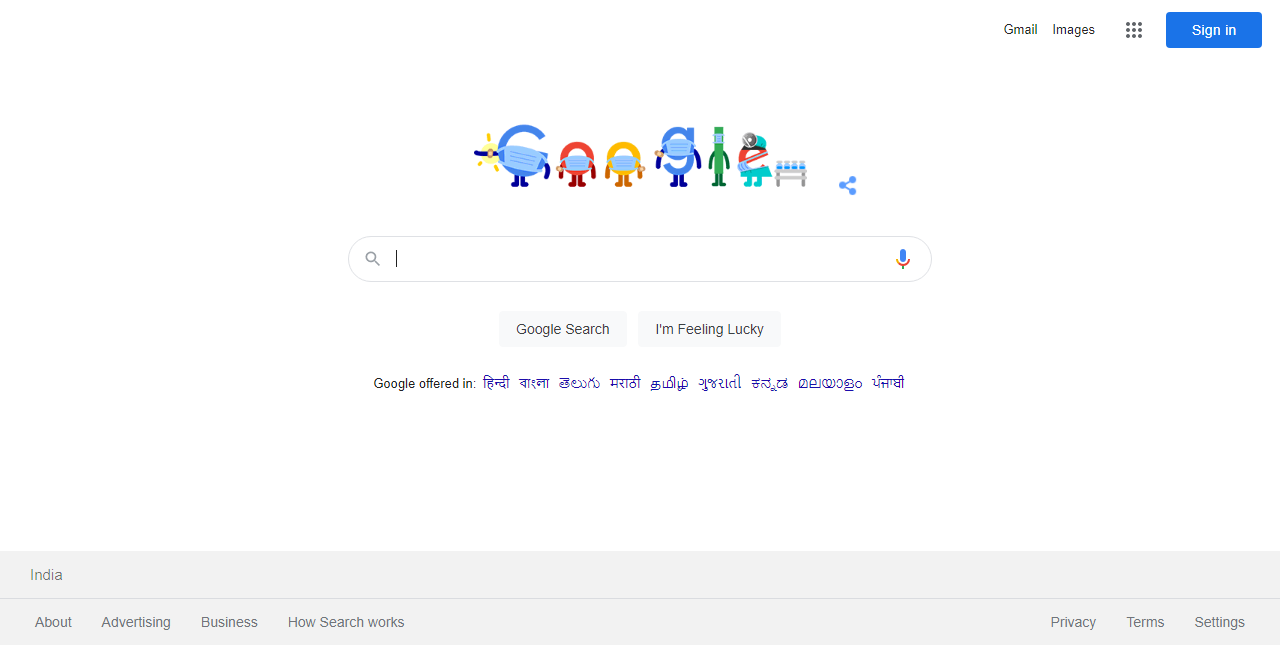 Gmail Images Sign in
Google
Google Search I'm Feeling Lucky
Google offered in: हिन्दी বাংলা తెలుగు मराठी தமிழ் ગુજરાતી ಕನ್ನಡ മലയാളം ਪੰਜਾਬੀ
India
About Advertising Business How Search works Privacy Terms Settings